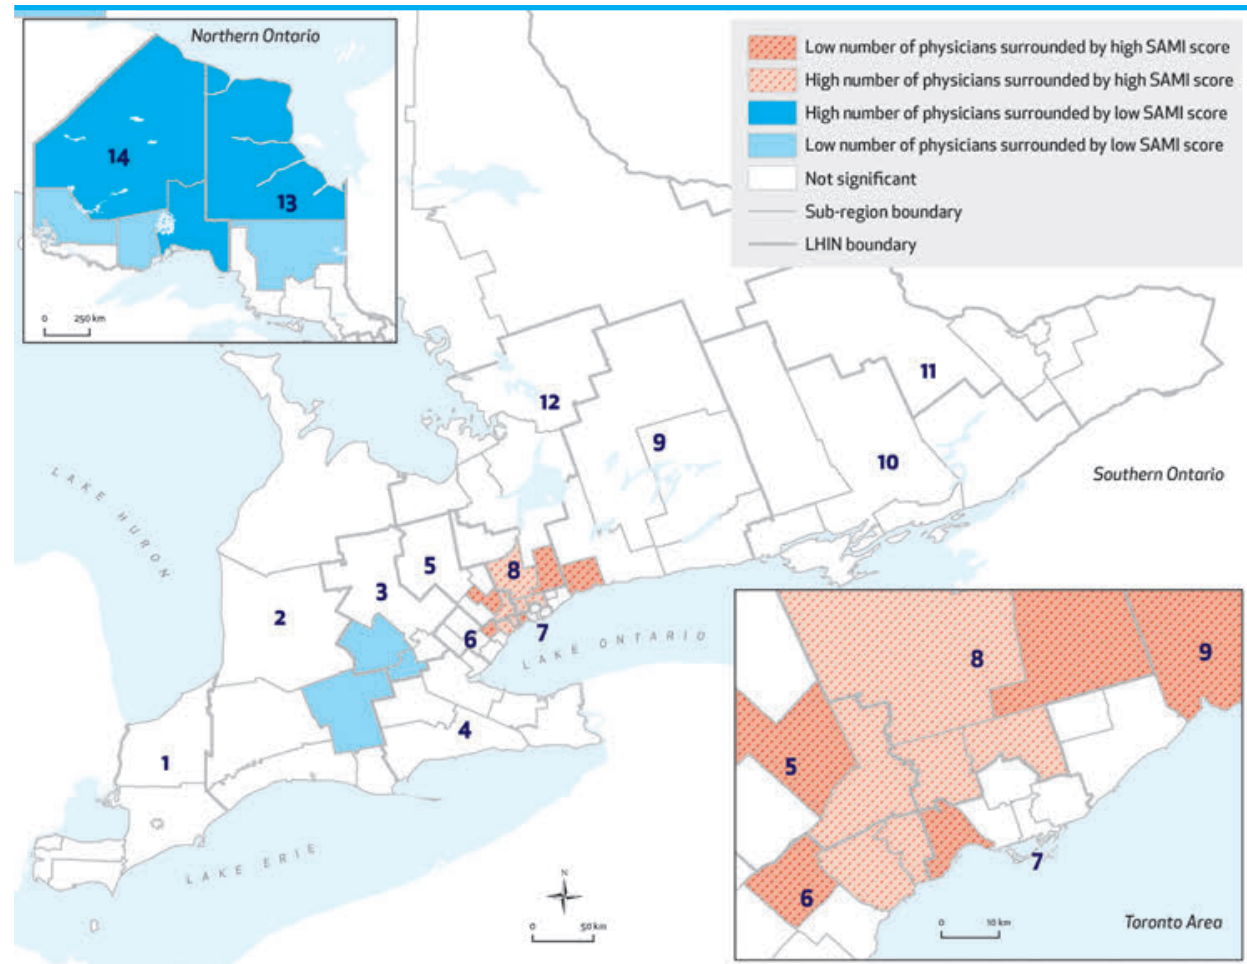 Northern Ontario
14
13
0 250 km
Low number of physicians surrounded by high SAMI score
High number of physicians surrounded by high SAMI score
High number of physicians surrounded by low SAMI score
Low number of physicians surrounded by low SAMI score
Not significant
Sub-region boundary
LHIN boundary
11
12
9
10
Southern Ontario
LAKE HURON
5
8
3
2
6
7
LAKE ONTARIO
4
1
LAKE ERIE
N
0 50 km
8
9
5
7
6
0 10 km
Toronto Area